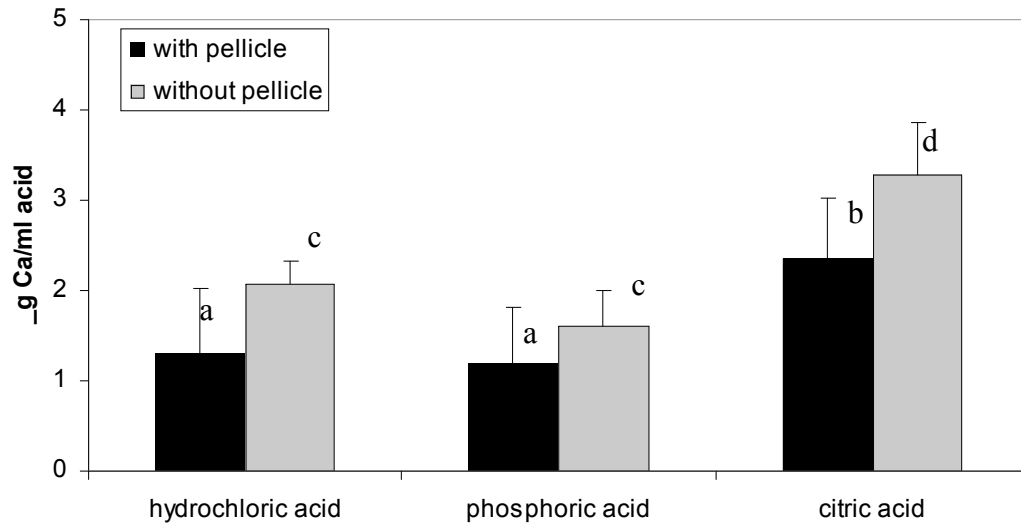 5
with pellicle
without pellicle
4
d
3
b
_g Ca/ml acid
c
2
c
a
a
1
0
hydrochloric acid
phosphoric acid
citric acid